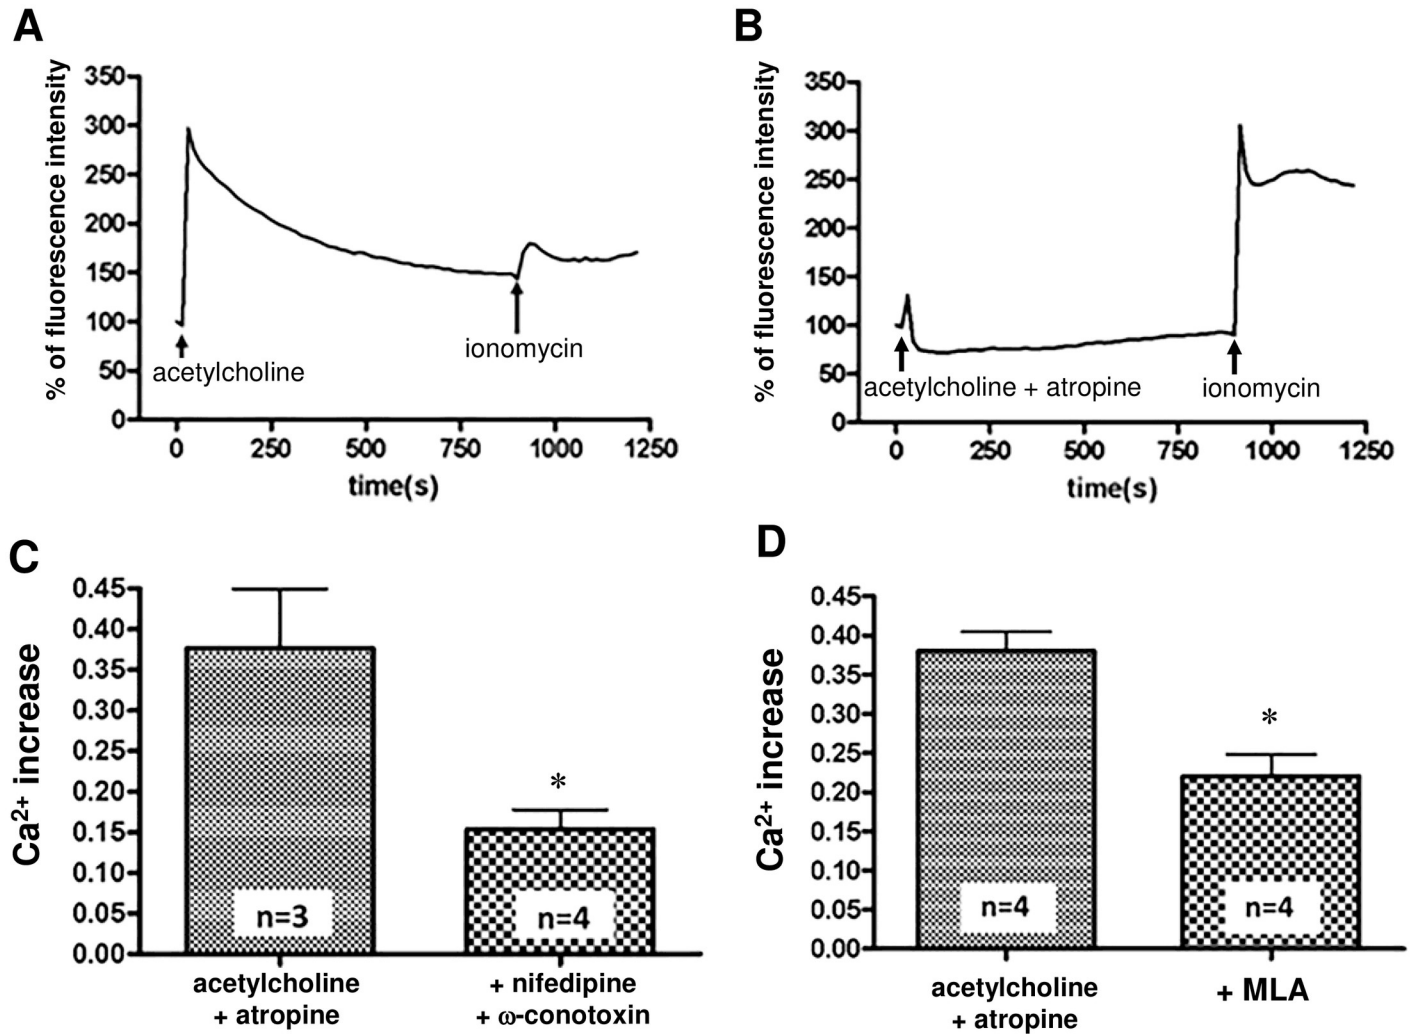 A
% of fluorescence intensity
350
300
250
200
150
100
50
0
acetylcholine
ionomycin
0 250 500 750 1000 1250
time(s)
B
% of fluorescence intensity
350
300
250
200
150
100
50
0
acetylcholine + atropine
ionomycin
0 250 500 750 1000 1250
time(s)
C
Ca2+ increase
0.45
0.40
0.35
0.30
0.25
0.20
0.15
0.10
0.05
0.00
*
n=3
n=4
acetylcholine
+ atropine
+ nifedipine
+ ω-conotoxin
D
Ca2+ increase
0.45
0.40
0.35
0.30
0.25
0.20
0.15
0.10
0.05
0.00
*
n=4
n=4
acetylcholine
+ atropine
+ MLA